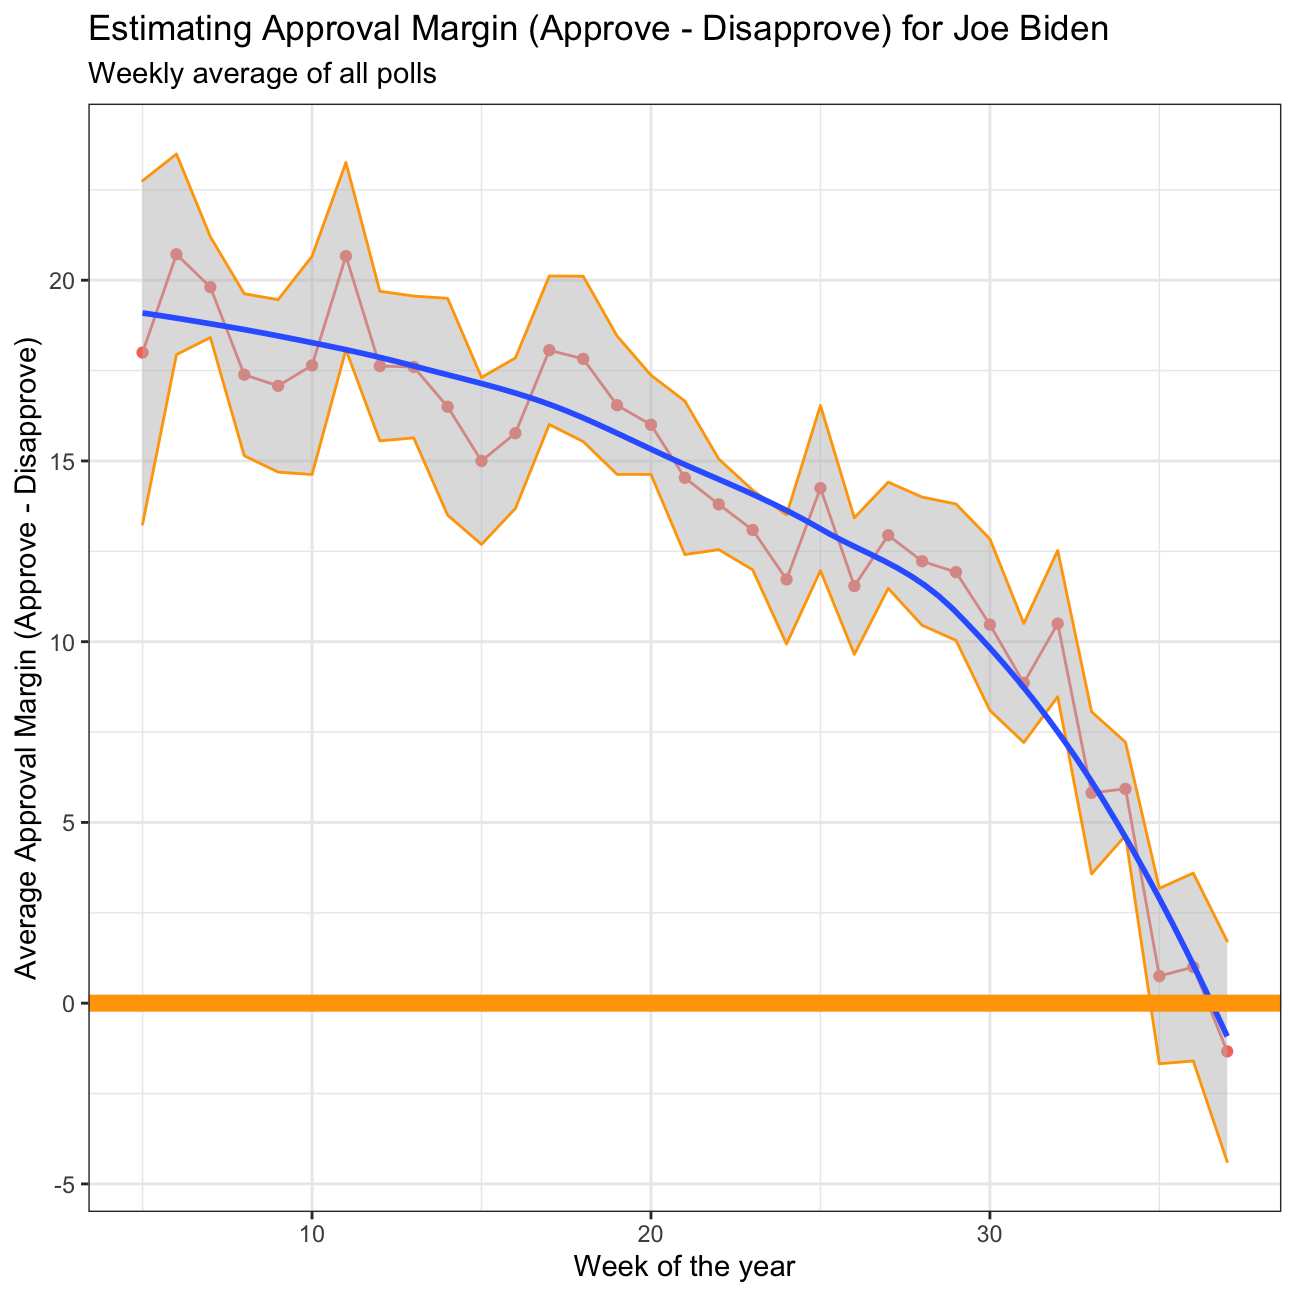 Estimating Approval Margin (Approve - Disapprove) for Joe Biden
Weekly average of all polls
Average Approval Margin (Approve - Disapprove)
20
15
10
5
0
-5
10
20
30
Week of the year